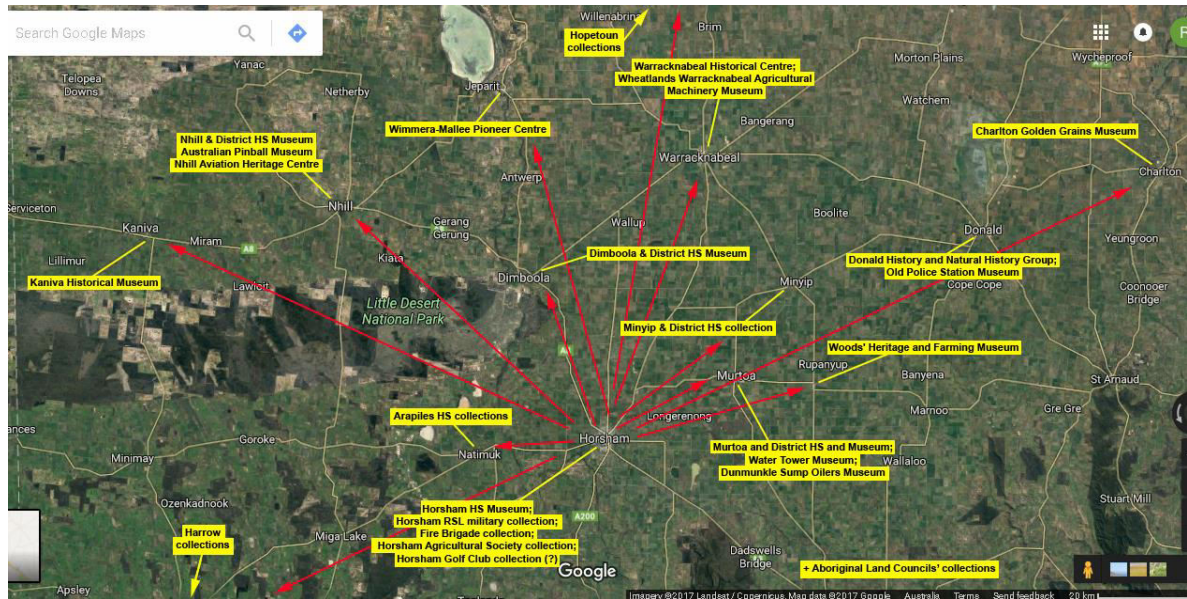 Search Google Maps
Willenabrina
Brim
Hopetoun
collections
Morton Plains
Wycheproof
Yanac
Telopea
Downs
Netherby
Jeparit
Warracknabeal Historical Centre;
Wheatlands Warracknabeal Agricultural
Machinery Museum
Watchem
Bangerang
Wimmera-Mallee Pioneer Centre
Charlton Golden Grains Museum
Nhill & District HS Museum
Australian Pinball Museum
Nhill Aviation Heritage Centre
Warracknabeal
Charlton
Antwerp
Nhill
Serviceton
Kaniva
Miram
A8
Lillimur
Gerang
Gerung
Wallup
Boolite
Donald
Yeungroon
Kiata
Dimboola & District HS Museum
Donald History and Natural History Group;
Old Police Station Museum
Cope Cope
Kaniva Historical Museum
Lawloit
Dimboola
Minyip
Coonooer
Bridge
Little Desert
National Park
Minyip & District HS collection
Woods' Heritage and Farming Museum
Rupanyup
Murtoa
Banyena
St Arnaud
Arapiles HS collections
Longerenong
Marnoo
Gre Gre
Horsham
Goroke
Natimuk
Minimay
Murtoa and District HS and Museum;
Water Tower Museum;
Dunmunkle Sump Oilers Museum
Wallaloo
Ozenkadnook
Horsham HS Museum;
Horsham RSL military collection;
Fire Brigade collection;
Horsham Agricultural Society collection;
Horsham Golf Club collection (?)
A200
Stuart Mill
Harrow
collections
Miga Lake
Dadswells
Bridge
Google
+ Aboriginal Land Councils' collections
Apsley
Imagery ©2017 Landsat / Copernicus, Map data ©2017 Google Australia Terms Send feedback 20 km